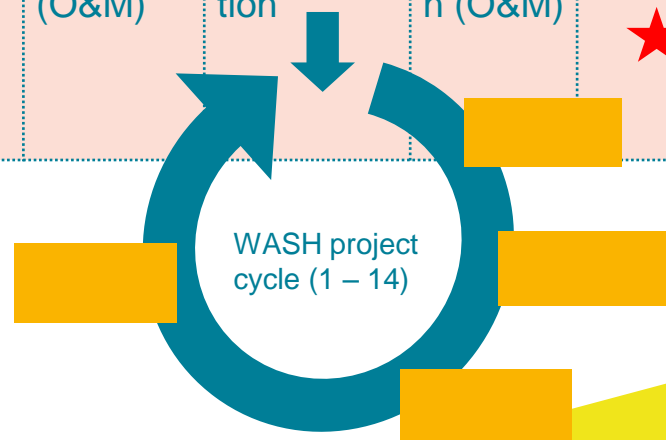 (O&M)
tion
n (O&M)
WASH project
cycle (1 – 14)